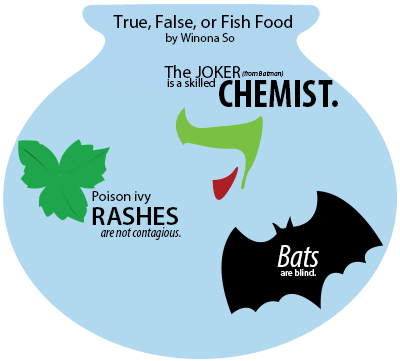 True, False, or Fish Food
by Winona So
The JOKER (from Batman)
is a skilled CHEMIST.
Poison ivy
RASHES
are not contagious.
Bats
are blind.